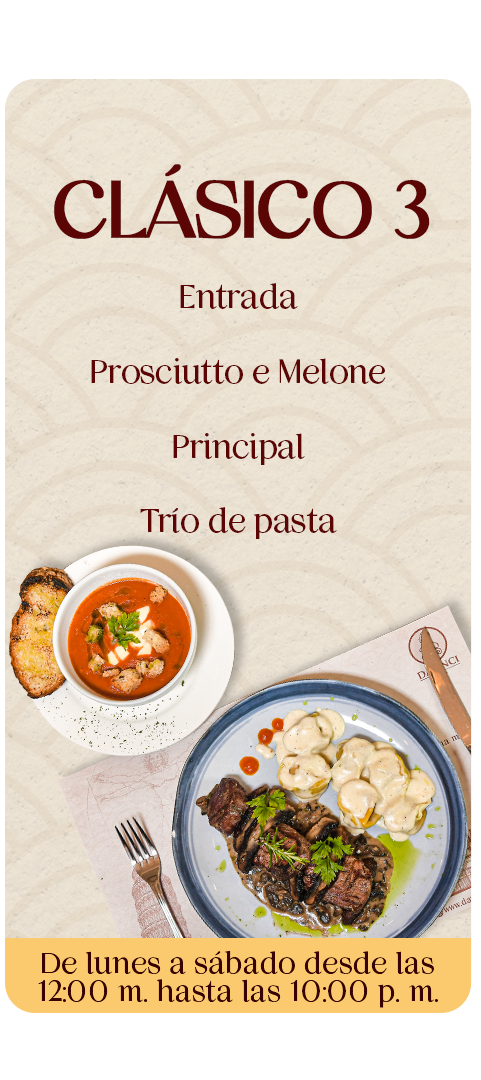 CLÁSICO 3
Entrada
Prosciutto e Melone
Principal
Trío de pasta
De lunes a sábado desde las
12:00 m. hasta las 10:00 p. m.